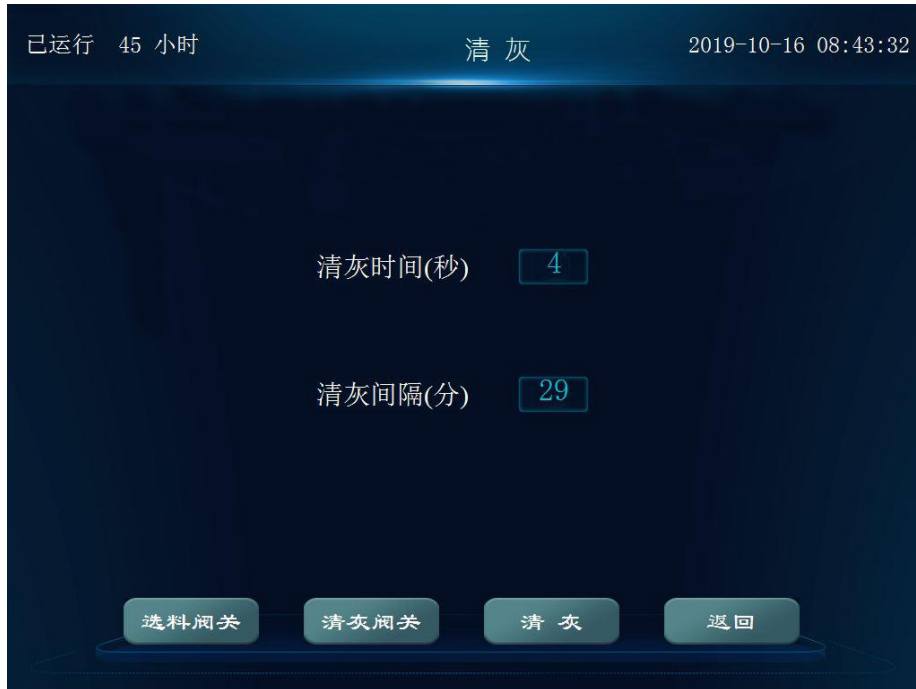 已运行 45 小时 清 灰 2019-10-16 08:43:32
清灰时间(秒) 4
清灰间隔(分) 29
选料阀关 清灰阀关 清 灰 返回